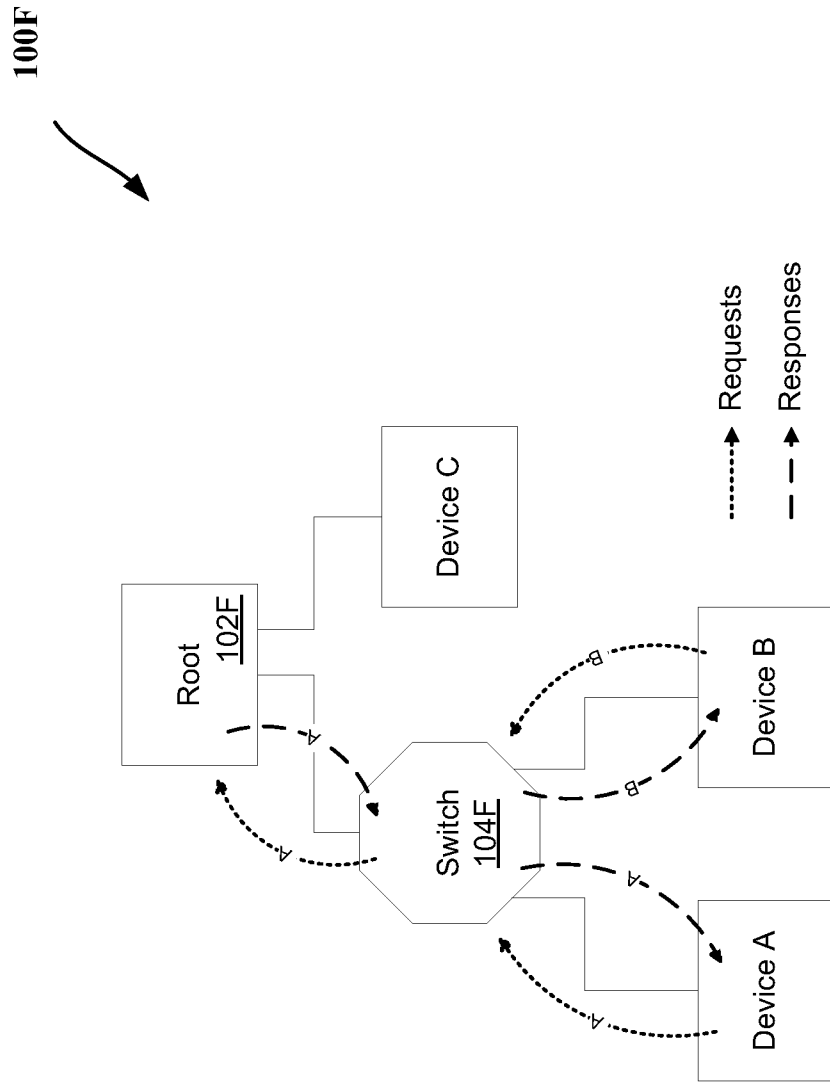 100F
Root
102F
A
A
Device C
Switch
104F
A
A
B
B
Device A
Device B
Requests
Responses